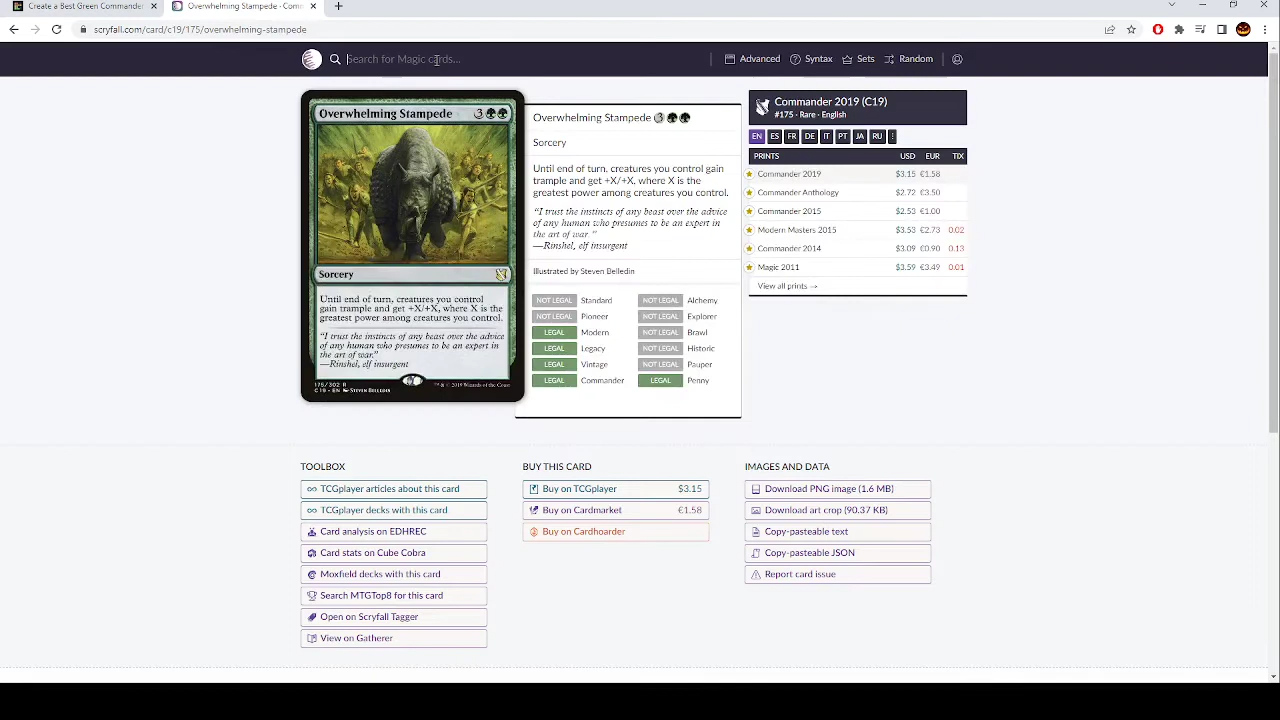 Create a Best Green Commander
Overwhelming Stampede · Comm
scryfall.com/card/c19/175/overwhelming-stampede
Search for Magic cards...
Advanced
Syntax
Sets
Random
Overwhelming Stampede 3
Sorcery
Until end of turn, creatures you control
gain trample and get +X/+X, where X is the
greatest power among creatures you control.
"I trust the instincts of any beast over the advice
of any human who presumes to be an expert in
the art of war."
—Rinshel, elf insurgent
175/302 R
C19 • EN Steven Belledin
™ & © 2019 Wizards of the Coast
Overwhelming Stampede 3
Sorcery
Until end of turn, creatures you control gain
trample and get +X/+X, where X is the
greatest power among creatures you control.
"I trust the instincts of any beast over the advice
of any human who presumes to be an expert in
the art of war."
—Rinshel, elf insurgent
Illustrated by Steven Belledin
NOT LEGAL Standard NOT LEGAL Alchemy
NOT LEGAL Pioneer NOT LEGAL Explorer
LEGAL Modern NOT LEGAL Brawl
LEGAL Legacy NOT LEGAL Historic
LEGAL Vintage NOT LEGAL Pauper
LEGAL Commander LEGAL Penny
Commander 2019 (C19)
#175 · Rare · English
EN ES FR DE IT PT JA RU
PRINTS USD EUR TIX
Commander 2019 $3.15 €1.58
Commander Anthology $2.72 €3.50
Commander 2015 $2.53 €1.00
Modern Masters 2015 $3.53 €2.73 0.02
Commander 2014 $3.09 €0.90 0.13
Magic 2011 $3.59 €3.49 0.01
View all prints →
TOOLBOX
TCGplayer articles about this card
TCGplayer decks with this card
Card analysis on EDHREC
Card stats on Cube Cobra
Moxfield decks with this card
Search MTGTop8 for this card
Open on Scryfall Tagger
View on Gatherer
BUY THIS CARD
Buy on TCGplayer $3.15
Buy on Cardmarket €1.58
Buy on Cardhoarder
IMAGES AND DATA
Download PNG image (1.6 MB)
Download art crop (90.37 KB)
Copy-pasteable text
Copy-pasteable JSON
Report card issue